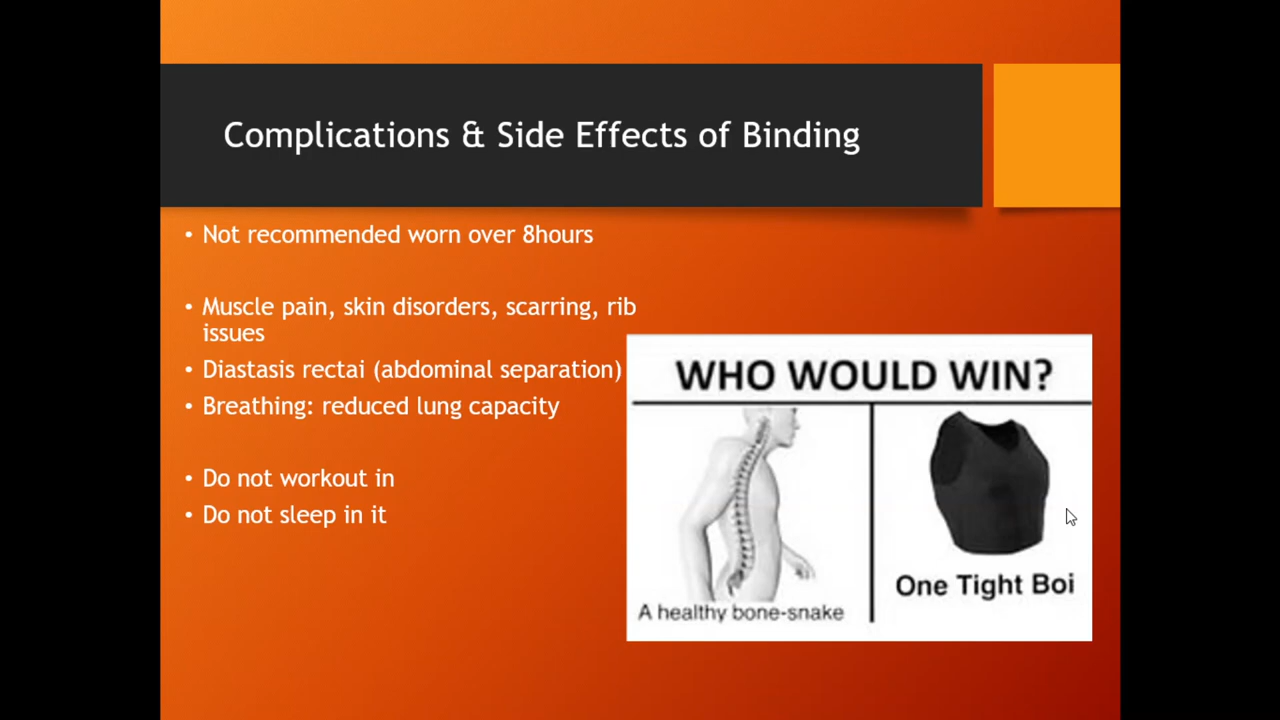 Complications & Side Effects of Binding
• Not recommended worn over 8hours
• Muscle pain, skin disorders, scarring, rib
issues
• Diastasis rectai (abdominal separation)
• Breathing: reduced lung capacity
• Do not workout in
• Do not sleep in it
WHO WOULD WIN?
A healthy bone-snake
One Tight Boi